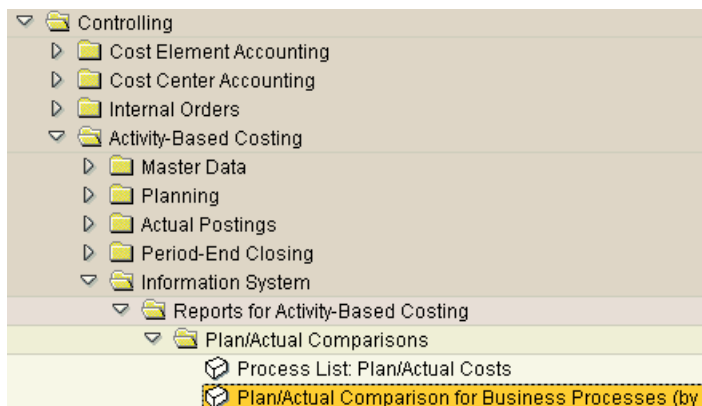 Controlling
Cost Element Accounting
Cost Center Accounting
Internal Orders
Activity-Based Costing
Master Data
Planning
Actual Postings
Period-End Closing
Information System
Reports for Activity-Based Costing
Plan/Actual Comparisons
Process List: Plan/Actual Costs
Plan/Actual Comparison for Business Processes (by